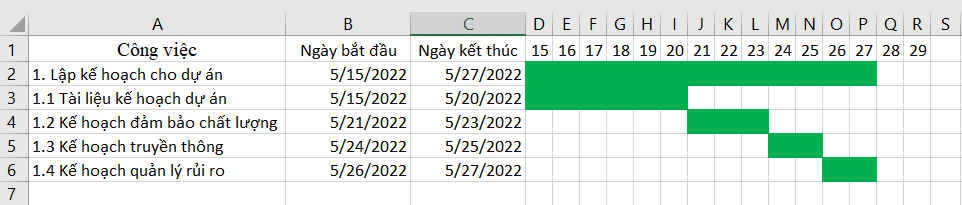 A B C D E F G H I J K L M N O P Q R S
1 Công việc Ngày bắt đầu Ngày kết thúc 15 16 17 18 19 20 21 22 23 24 25 26 27 28 29
2 1. Lập kế hoạch cho dự án 5/15/2022 5/27/2022
3 1.1 Tài liệu kế hoạch dự án 5/15/2022 5/20/2022
4 1.2 Kế hoạch đảm bảo chất lượng 5/21/2022 5/23/2022
5 1.3 Kế hoạch truyền thông 5/24/2022 5/25/2022
6 1.4 Kế hoạch quản lý rủi ro 5/26/2022 5/27/2022
7